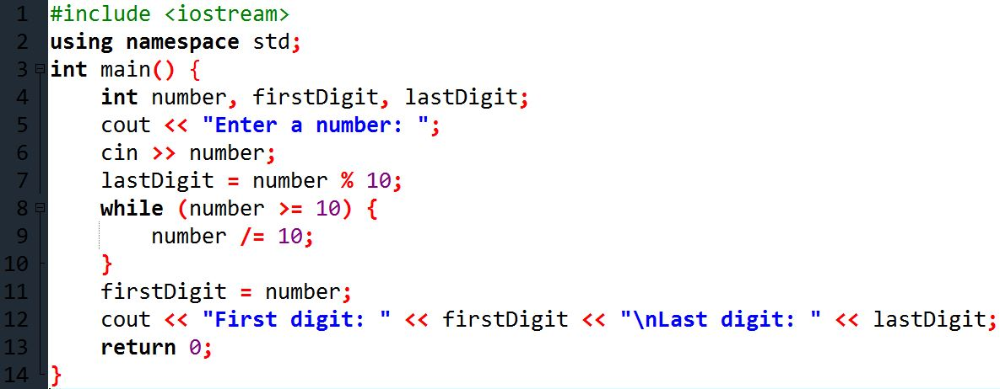 1 #include <iostream>
2 using namespace std;
3 int main() {
4 int number, firstDigit, lastDigit;
5 cout << "Enter a number: ";
6 cin >> number;
7 lastDigit = number % 10;
8 while (number >= 10) {
9 number /= 10;
10 }
11 firstDigit = number;
12 cout << "First digit: " << firstDigit << "\nLast digit: " << lastDigit;
13 return 0;
14 }